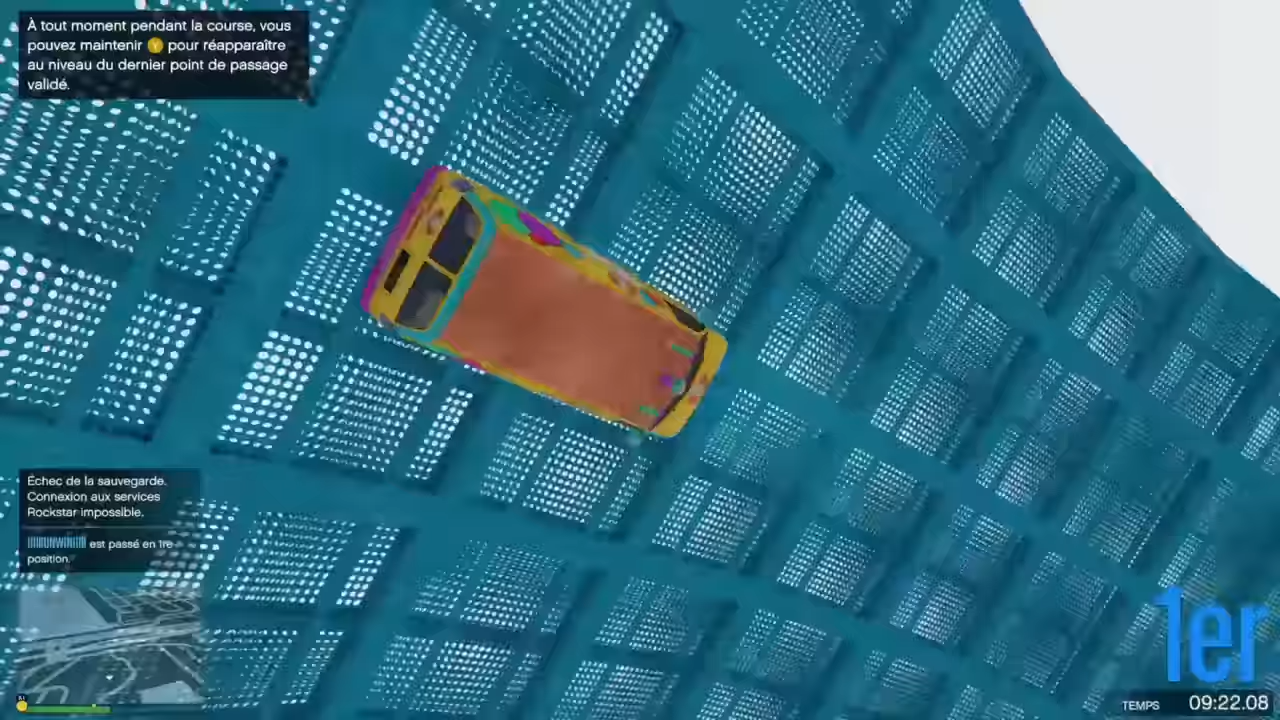 À tout moment pendant la course, vous
pouvez maintenir Y pour réapparaître
au niveau du dernier point de passage
validé.
Échec de la sauvegarde.
Connexion aux services
Rockstar impossible.
est passé en 1re
position.
1er
TEMPS 09:22.08